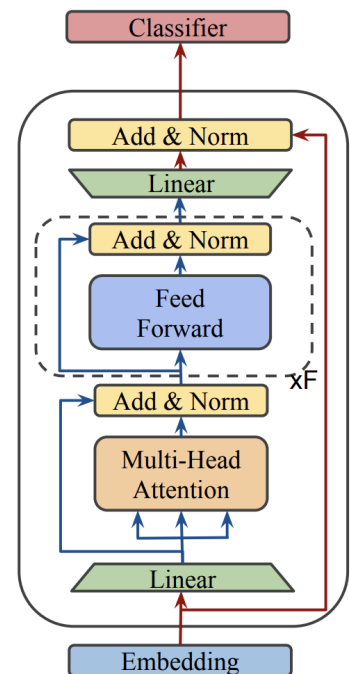 Classifier
Add & Norm
Linear
Add & Norm
Feed
Forward
xF
Add & Norm
Multi-Head
Attention
Linear
Embedding